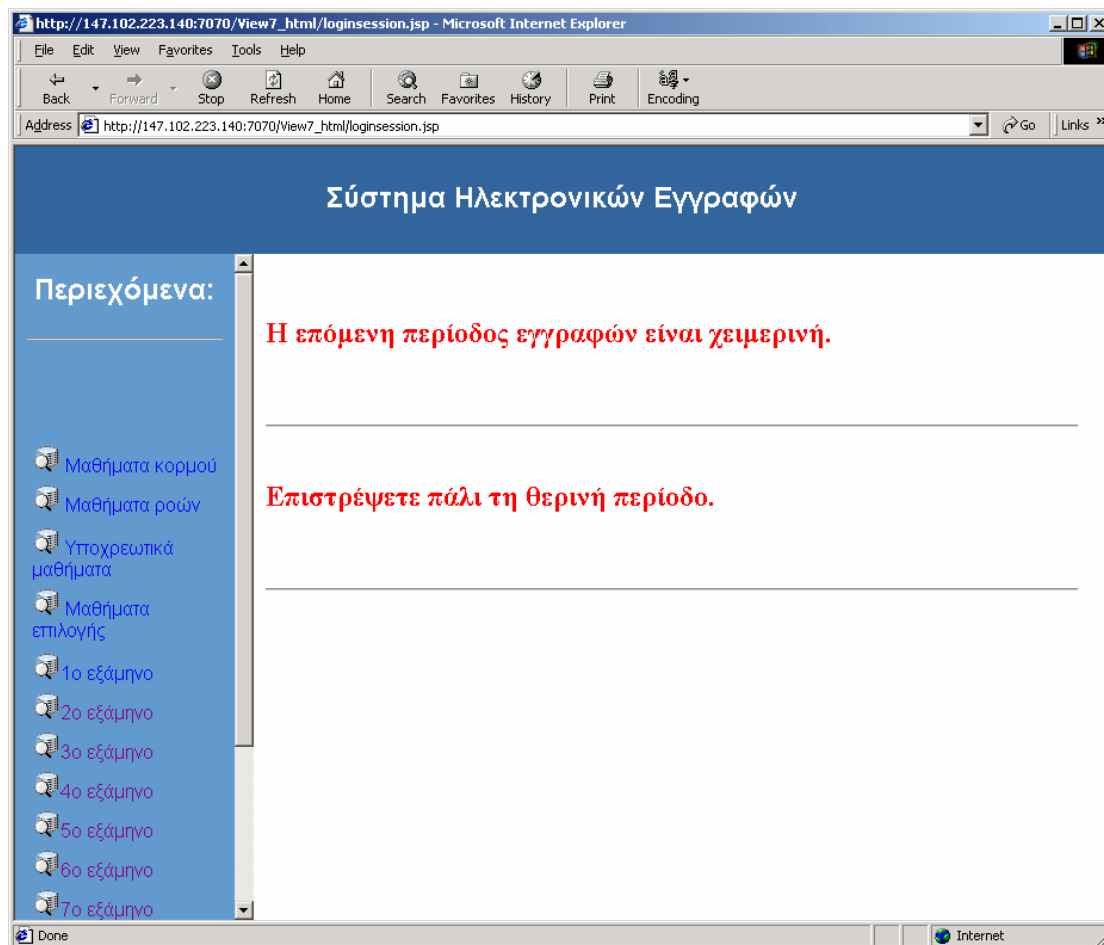 http://147.102.223.140:7070/View7_html/loginsession.jsp - Microsoft Internet Explorer
File Edit View Favorites Tools Help
Back Forward Stop Refresh Home Search Favorites History Print Encoding
Address http://147.102.223.140:7070/View7_html/loginsession.jsp Go Links »
Σύστημα Ηλεκτρονικών Εγγραφών
Περιεχόμενα:
Μαθήματα κορμού
Μαθήματα ροών
Υποχρεωτικά
μαθήματα
Μαθήματα
επιλογής
1ο εξάμηνο
2ο εξάμηνο
3ο εξάμηνο
4ο εξάμηνο
5ο εξάμηνο
6ο εξάμηνο
7ο εξάμηνο
Η επόμενη περίοδος εγγραφών είναι χειμερινή.
Επιστρέψετε πάλι τη θερινή περίοδο.
Done Internet